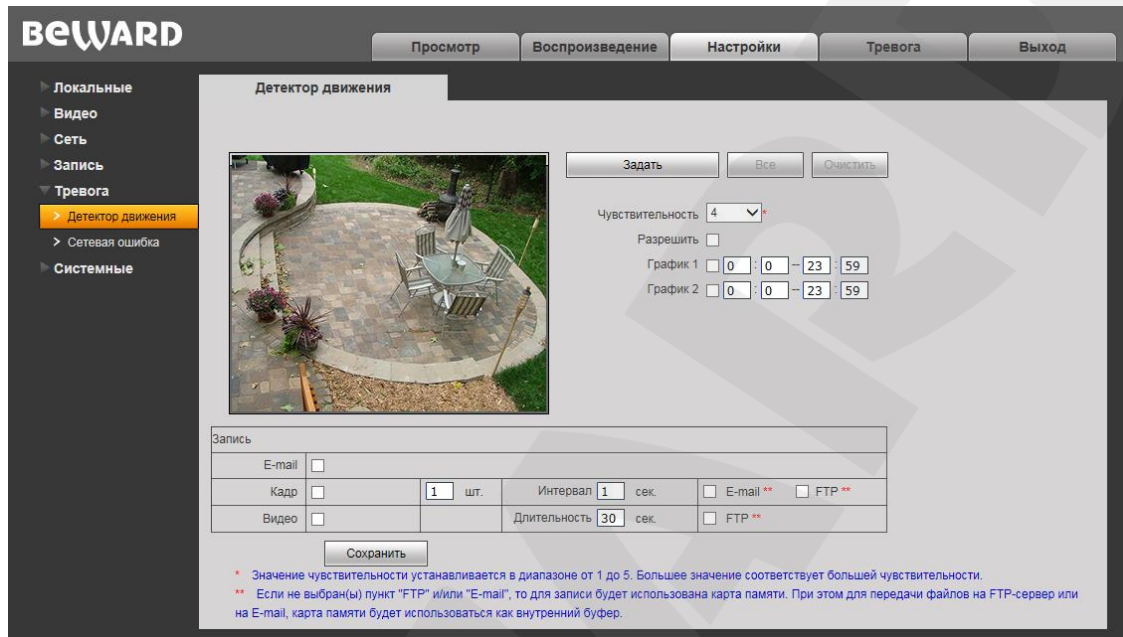 BEWARD
Просмотр Воспроизведение Настройки Тревога Выход
Локальные
Видео
Сеть
Запись
Тревога
> Детектор движения
> Сетевая ошибка
Системные
Детектор движения
Задать Все Очистить
Чувствительность 4 *
Разрешить
График 1 0 : 0 -- 23 : 59
График 2 0 : 0 -- 23 : 59
Запись
E-mail
Кадр 1 шт. Интервал 1 сек. E-mail ** FTP **
Видео Длительность 30 сек. FTP **
Сохранить
* Значение чувствительности устанавливается в диапазоне от 1 до 5. Большее значение соответствует большей чувствительности.
** Если не выбран(ы) пункт "FTP" и/или "E-mail", то для записи будет использована карта памяти. При этом для передачи файлов на FTP-сервер или
на E-mail, карта памяти будет использоваться как внутренний буфер.